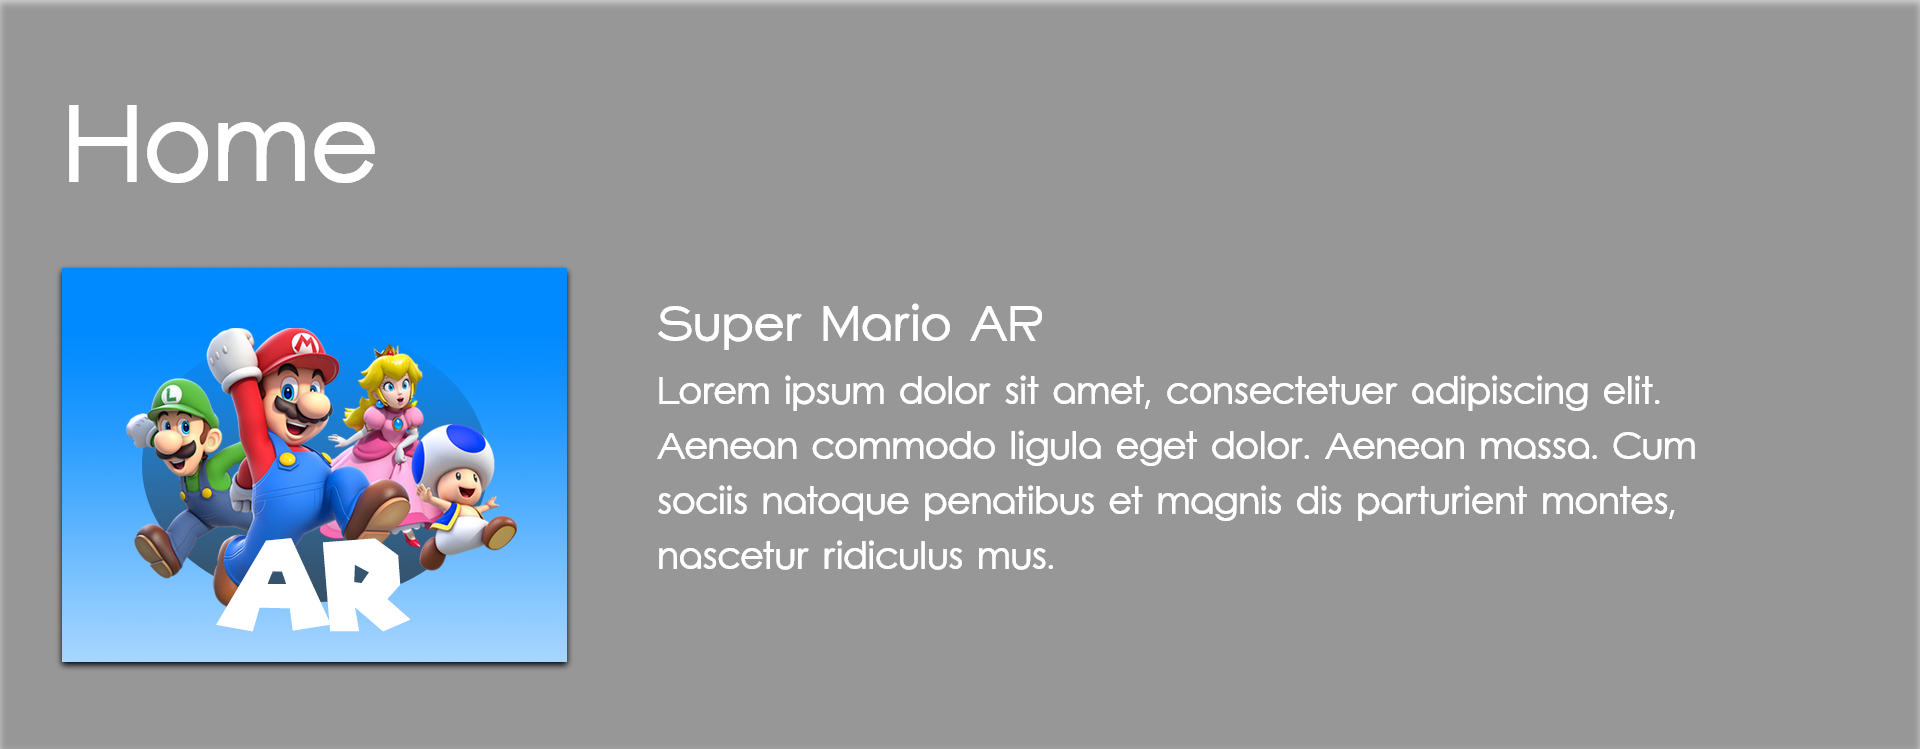 Home
Super Mario AR
Lorem ipsum dolor sit amet, consectetuer adipiscing elit.
Aenean commodo ligula eget dolor. Aenean massa. Cum
sociis natoque penatibus et magnis dis parturient montes,
nascetur ridiculus mus.
L
M
AR